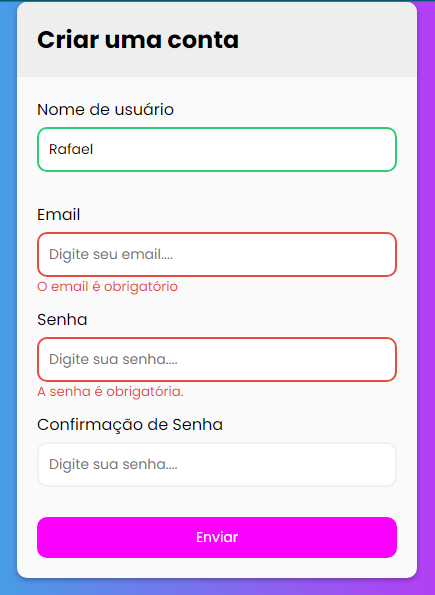 Criar uma conta
Nome de usuário
Rafael
Email
Digite seu email....
O email é obrigatório
Senha
Digite sua senha....
A senha é obrigatória.
Confirmação de Senha
Digite sua senha....
Enviar